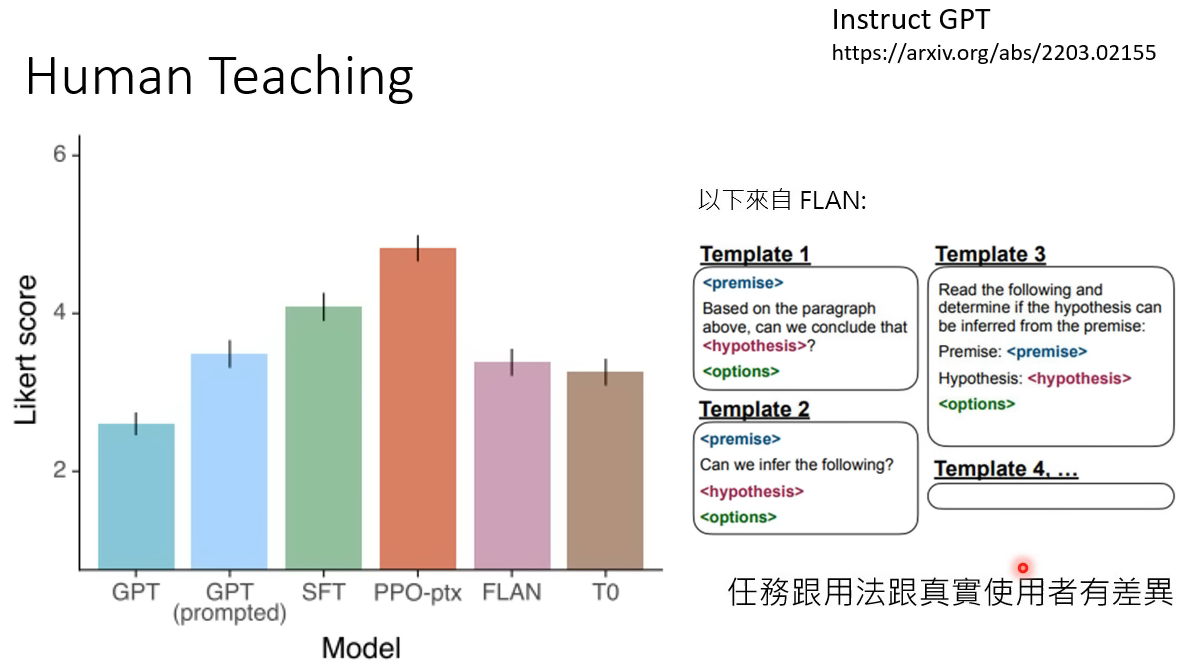 Instruct GPT
https://arxiv.org/abs/2203.02155
Human Teaching
6
4
2
Likert score
GPT
GPT
(prompted)
SFT
PPO-ptx
FLAN
T0
Model
以下來自 FLAN:
Template 1
<premise>
Based on the paragraph
above, can we conclude that
<hypothesis>?
<options>
Template 2
<premise>
Can we infer the following?
<hypothesis>
<options>
Template 3
Read the following and
determine if the hypothesis can
be inferred from the premise:
Premise: <premise>
Hypothesis: <hypothesis>
<options>
Template 4, …
任務跟用法跟真實使用者有差異